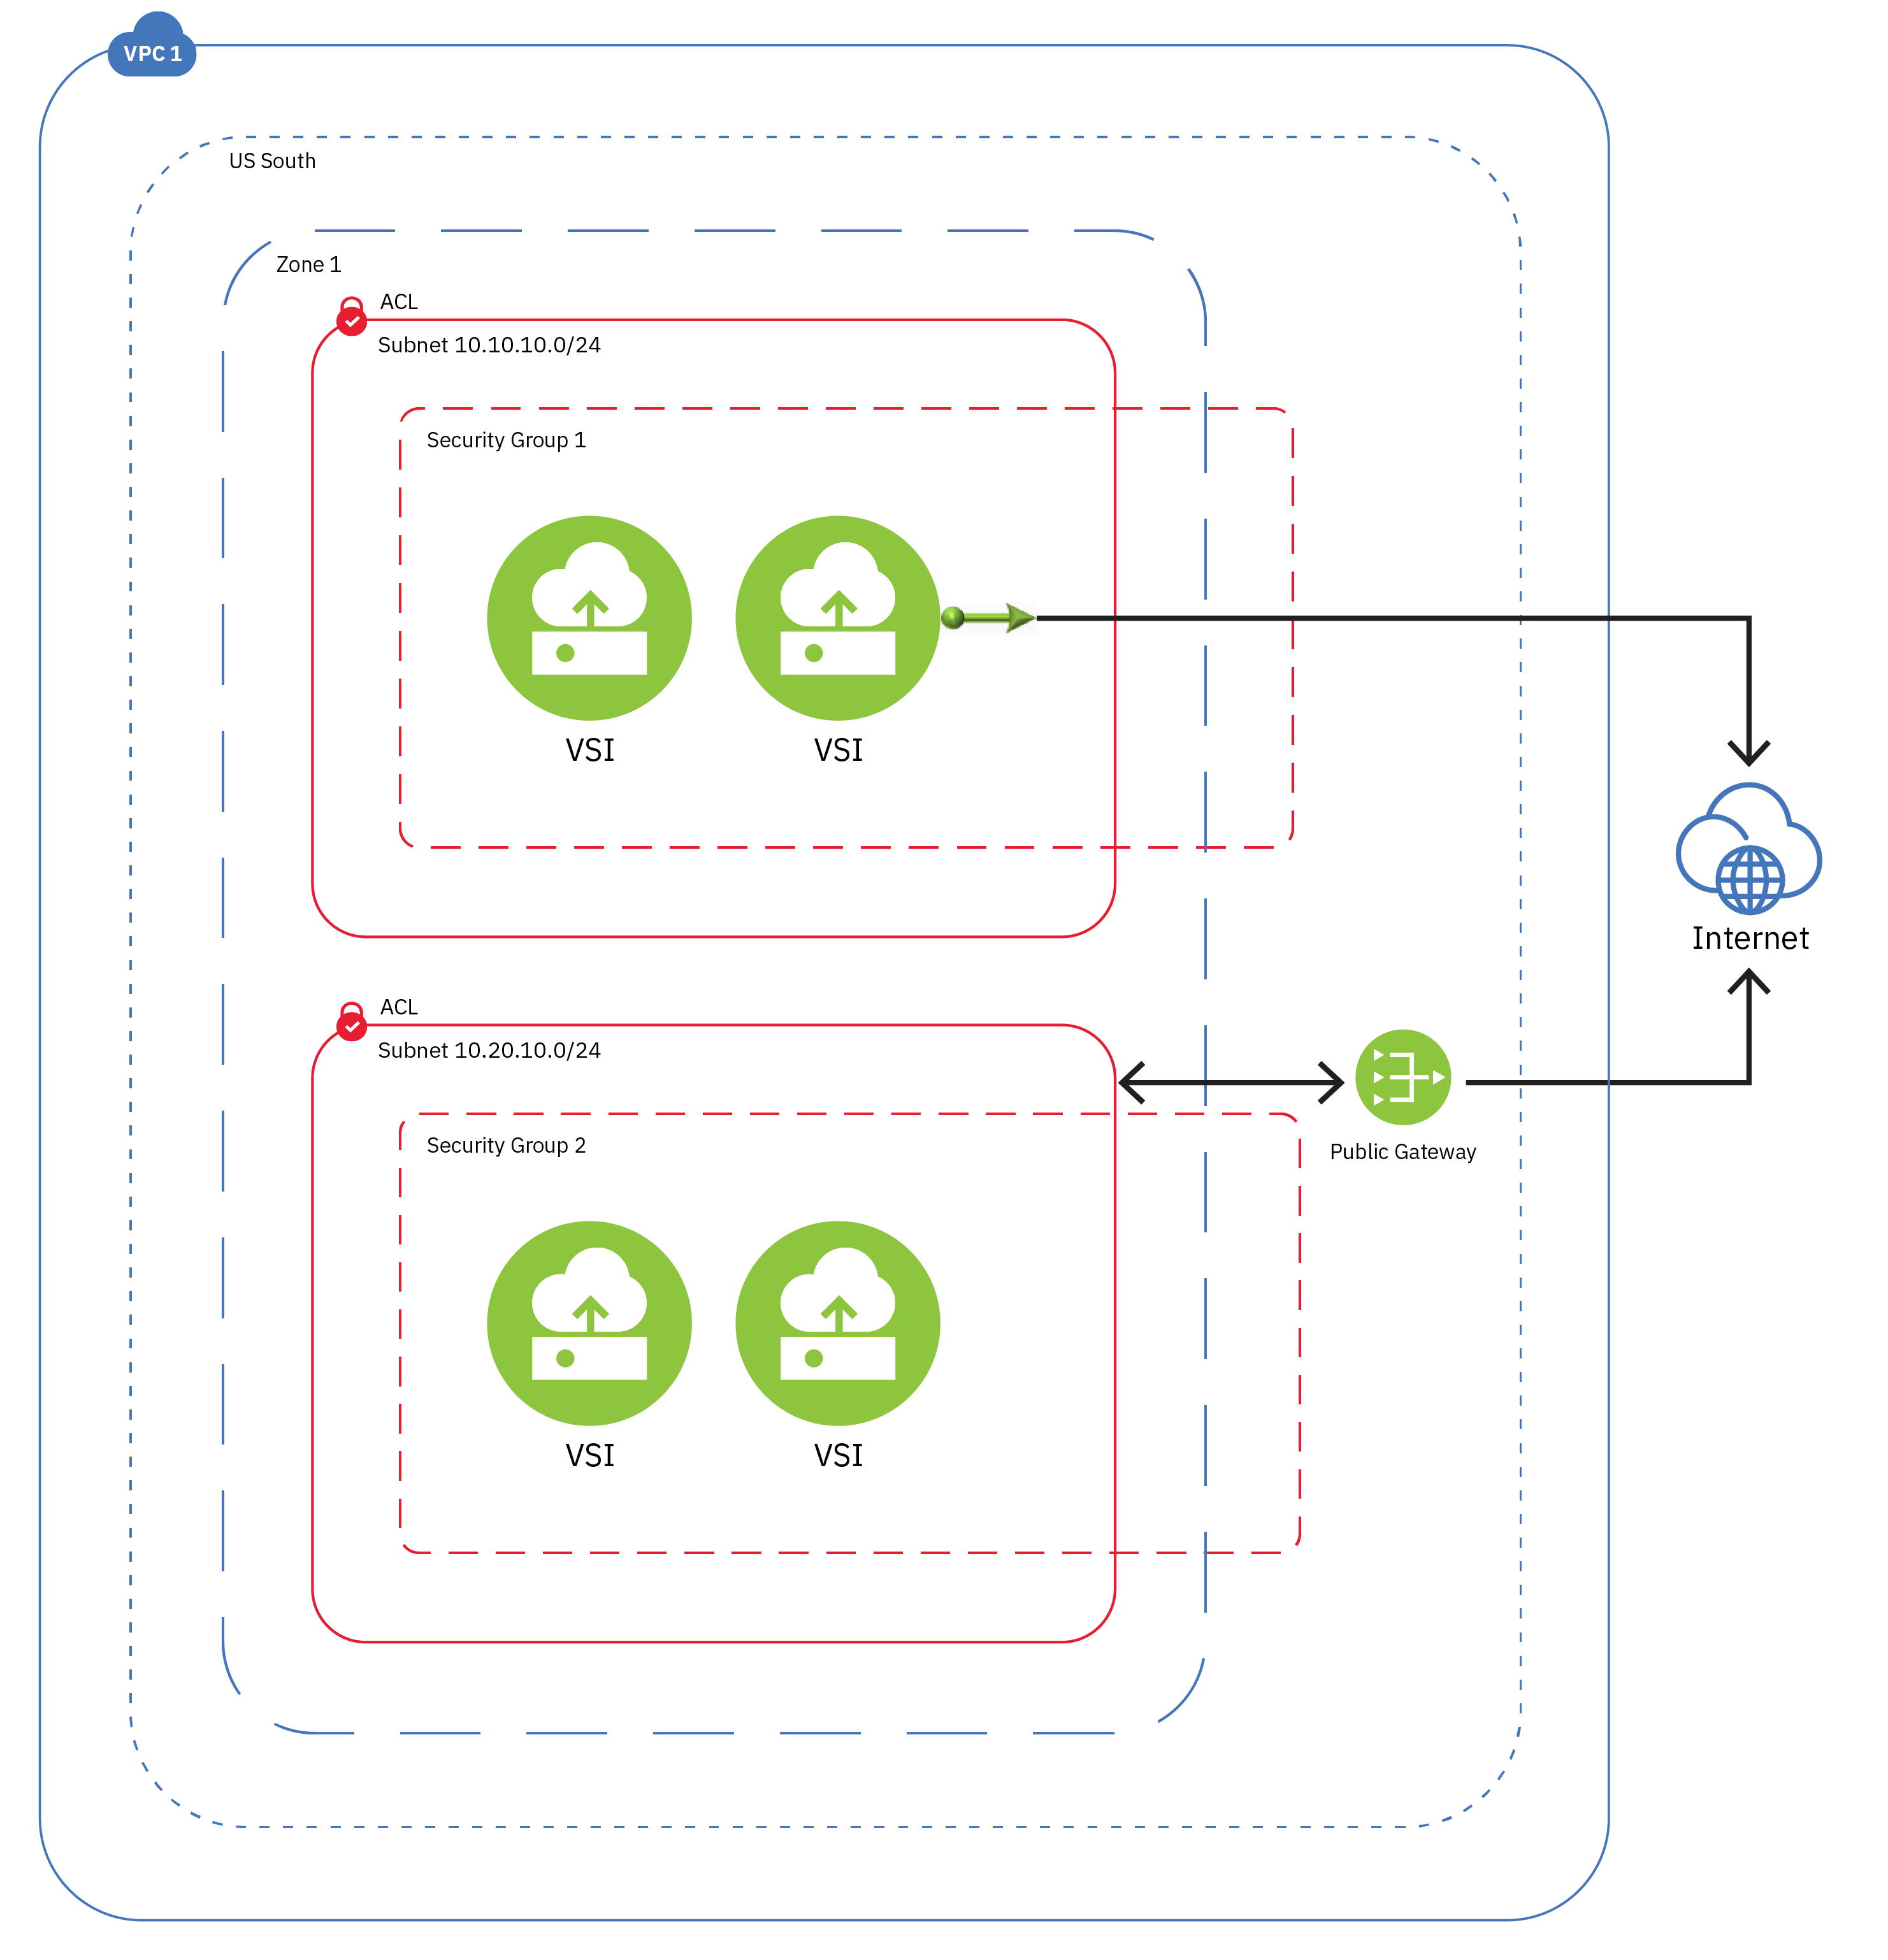 VPC 1
US South
Zone 1
ACL
Subnet 10.10.10.0/24
Security Group 1
VSI
VSI
Internet
ACL
Subnet 10.20.10.0/24
Security Group 2
Public Gateway
VSI
VSI